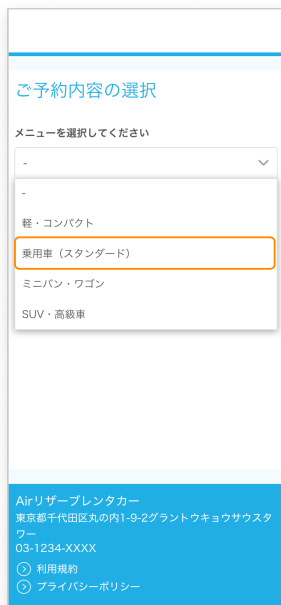 ご予約内容の選択
メニューを選択してください
-
-
軽・コンパクト
乗用車（スタンダード）
ミニバン・ワゴン
SUV・高級車
Airリザーブレンタカー
東京都千代田区丸の内1-9-2グラントウキョウサウスタ
ワー
03-1234-XXXX
利用規約
プライバシーポリシー